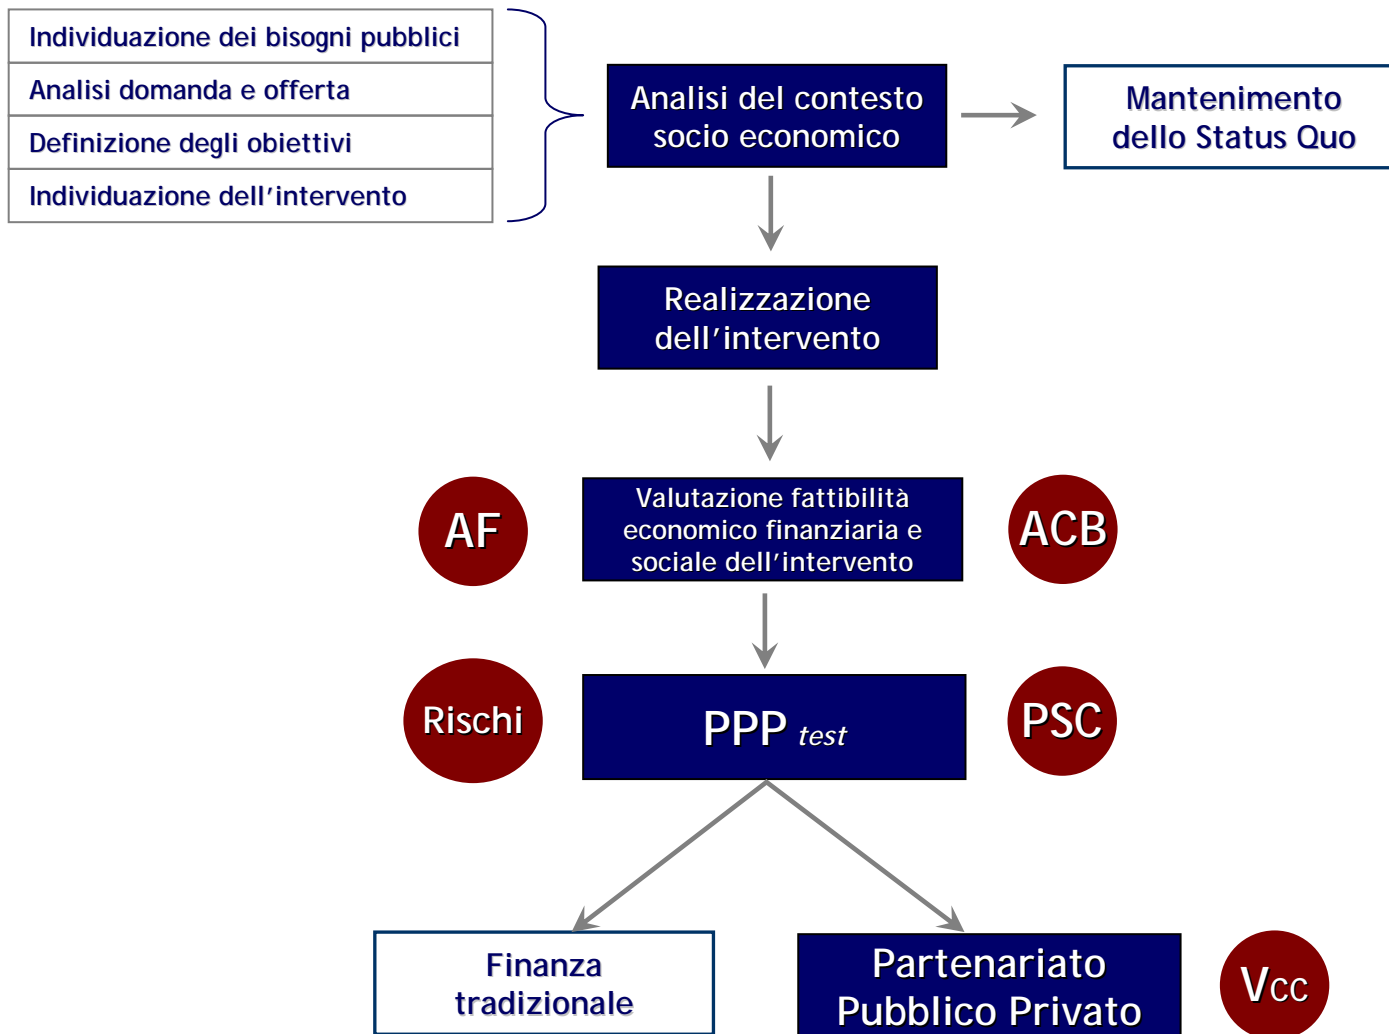 Individuazione dei bisogni pubblici
Analisi domanda e offerta
Definizione degli obiettivi
Individuazione dell’intervento
Analisi del contesto
socio economico
Mantenimento
dello Status Quo
Realizzazione
dell’intervento
AF
Valutazione fattibilità
economico finanziaria e
sociale dell’intervento
ACB
Rischi
PPP test
PSC
Finanza
tradizionale
Partenariato
Pubblico Privato
Vcc